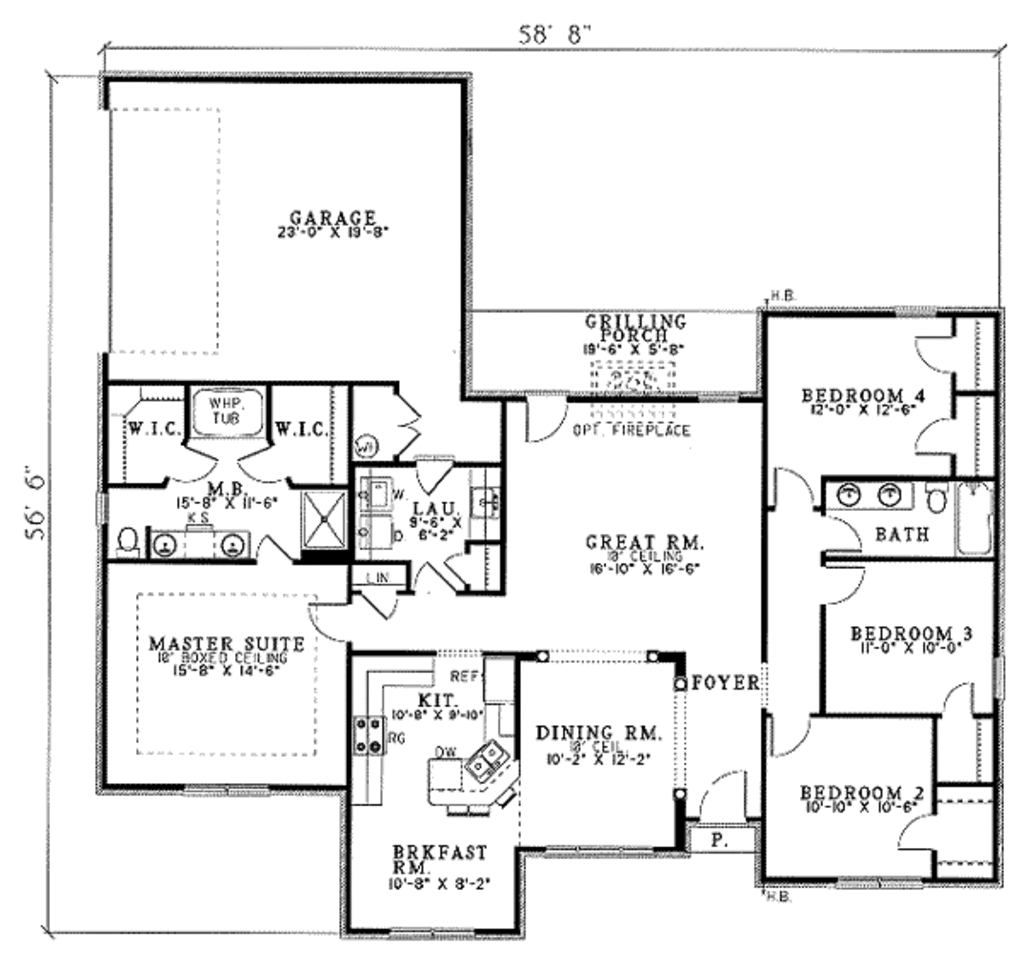 58' 8"
56' 6"
GARAGE
23'-0" X 19'-8"
H.B.
GRILLING
PORCH
19'-6" X 5'-8"
OPT. FIREPLACE
BEDROOM 4
12'-0" X 12'-6"
W.I.C.
WHP.
TUB
W.I.C.
WH
M.B.
15'-8" X 11'-6"
K.S.
W.
LAU.
9'-6" X
6'-2"
D.
BATH
GREAT RM.
10' CEILING
16'-10" X 16'-6"
LIN
MASTER SUITE
10' BOXED CEILING
15'-8" X 14'-6"
BEDROOM 3
11'-0" X 10'-0"
REF.
KIT.
10'-8" X 9'-10"
FOYER
RG
DW
DINING RM.
10' CEIL.
10'-2" X 12'-2"
BEDROOM 2
10'-10" X 10'-6"
P.
BRKFAST
RM.
10'-8" X 8'-2"
H.B.